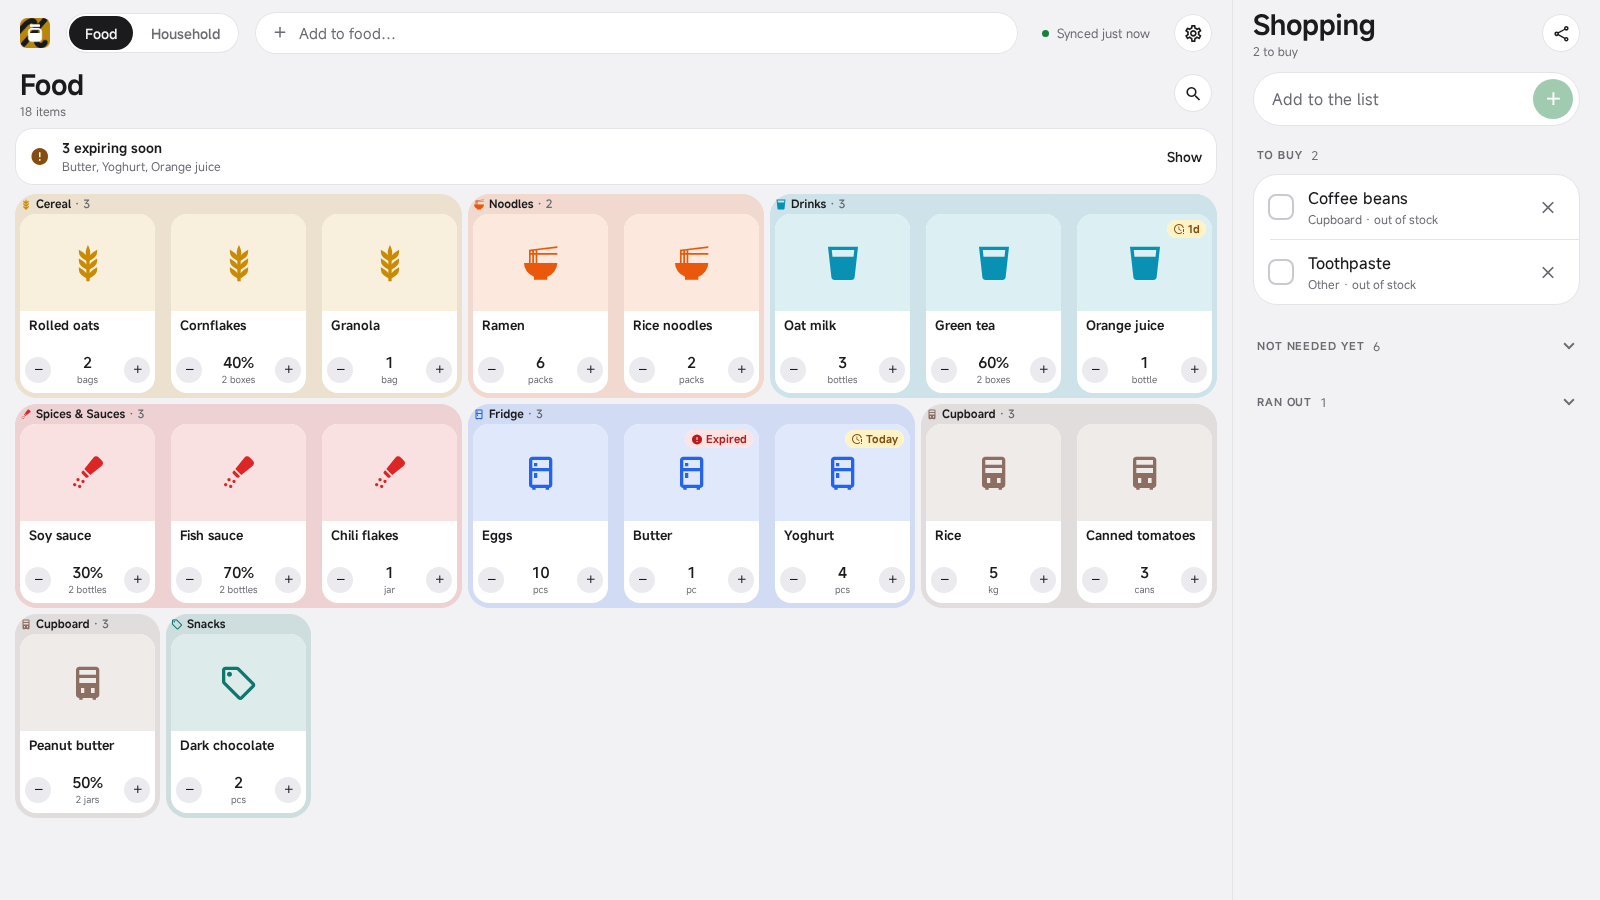 Food
Household
Add to food...
Synced just now
Food
18 items
3 expiring soon
Butter, Yoghurt, Orange juice
Show
Cereal · 3
Rolled oats
2
bags
Cornflakes
40%
2 boxes
Granola
1
bag
Noodles · 2
Ramen
6
packs
Rice noodles
2
packs
Drinks · 3
Oat milk
3
bottles
Green tea
60%
2 boxes
1d
Orange juice
1
bottle
Spices & Sauces · 3
Soy sauce
30%
2 bottles
Fish sauce
70%
2 bottles
Chili flakes
1
jar
Fridge · 3
Eggs
10
pcs
Expired
Butter
1
pc
Today
Yoghurt
4
pcs
Cupboard · 3
Rice
5
kg
Canned tomatoes
3
cans
Cupboard · 3
Peanut butter
50%
2 jars
Snacks
Dark chocolate
2
pcs
Shopping
2 to buy
Add to the list
TO BUY 2
Coffee beans
Cupboard · out of stock
Toothpaste
Other · out of stock
NOT NEEDED YET 6
RAN OUT 1